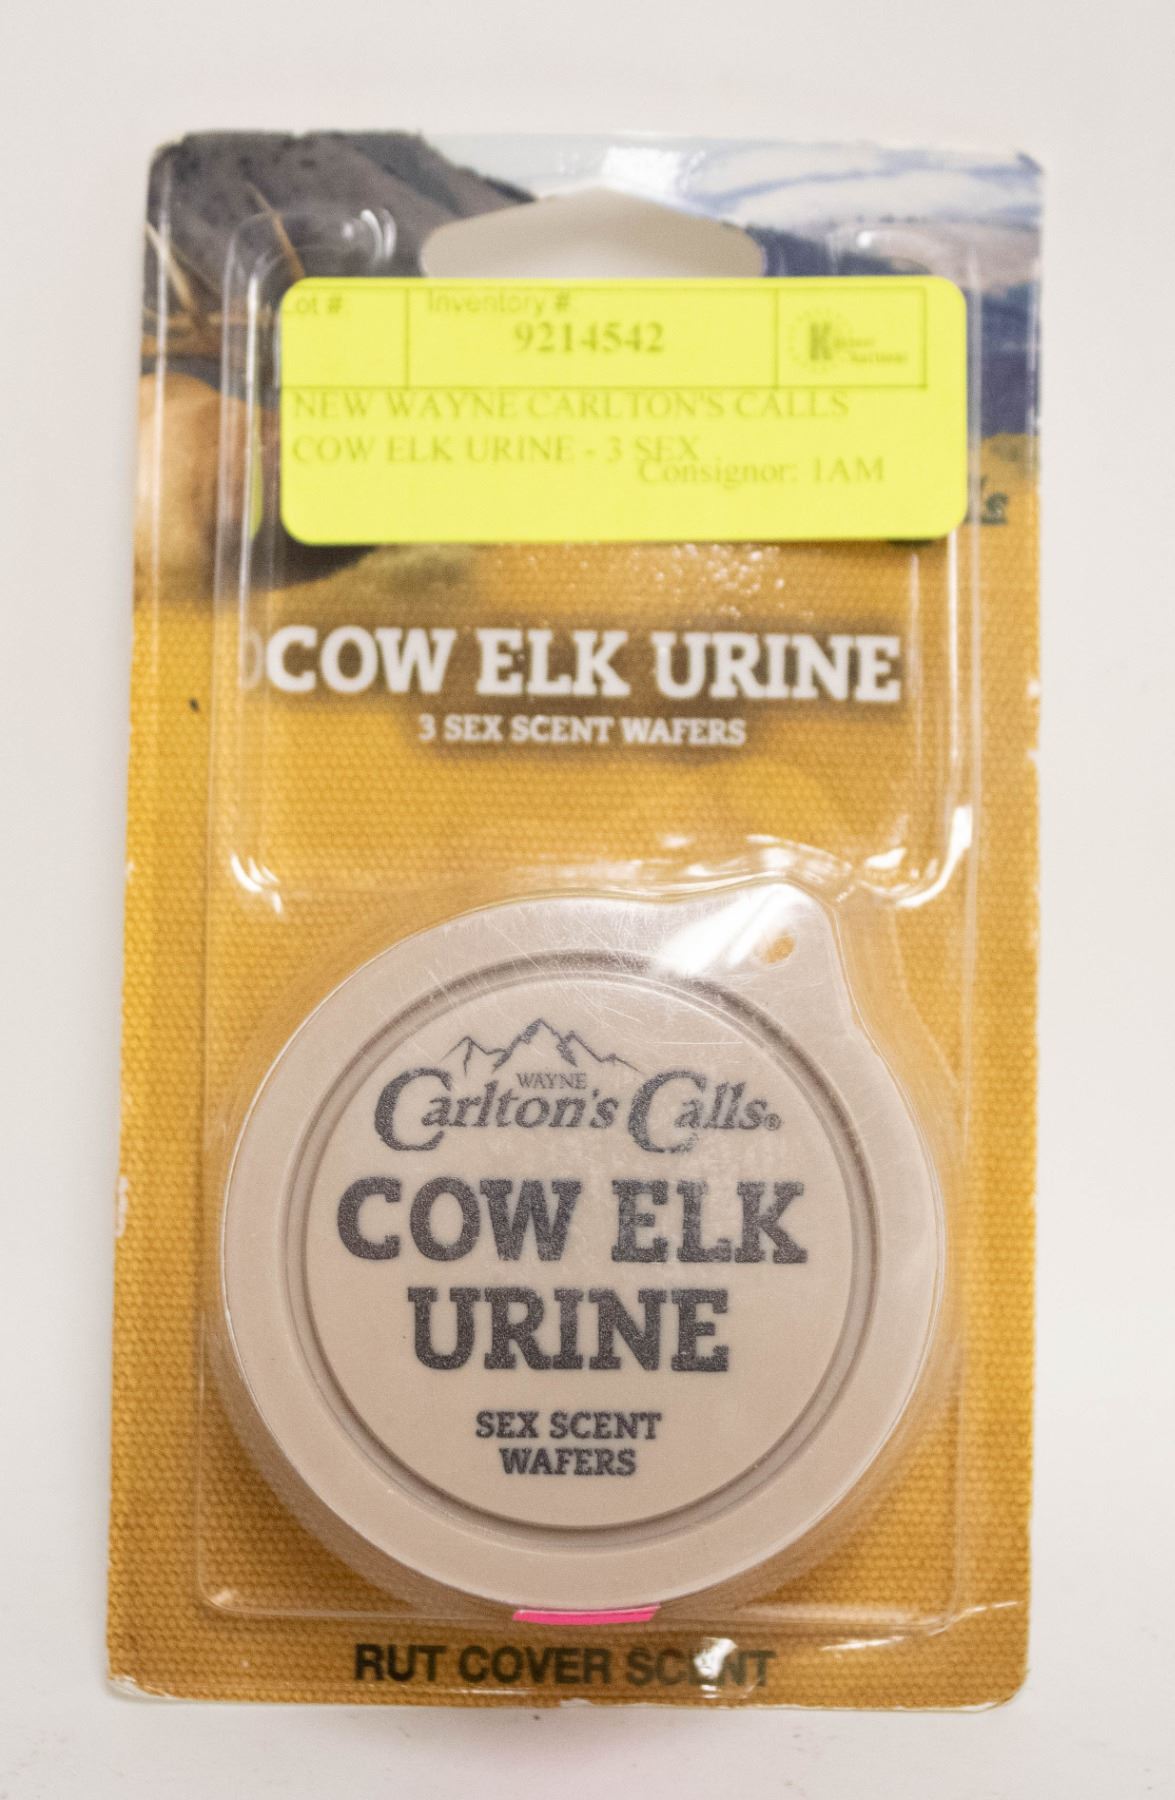 Lot #:
Inventory #:
9214542
NEW WAYNE CARLTON'S CALLS
COW ELK URINE - 3 SEX
Consignor: 1AM
COW ELK URINE
3 SEX SCENT WAFERS
WAYNE
Carlton's Calls®
COW ELK
URINE
SEX SCENT
WAFERS
RUT COVER SCENT